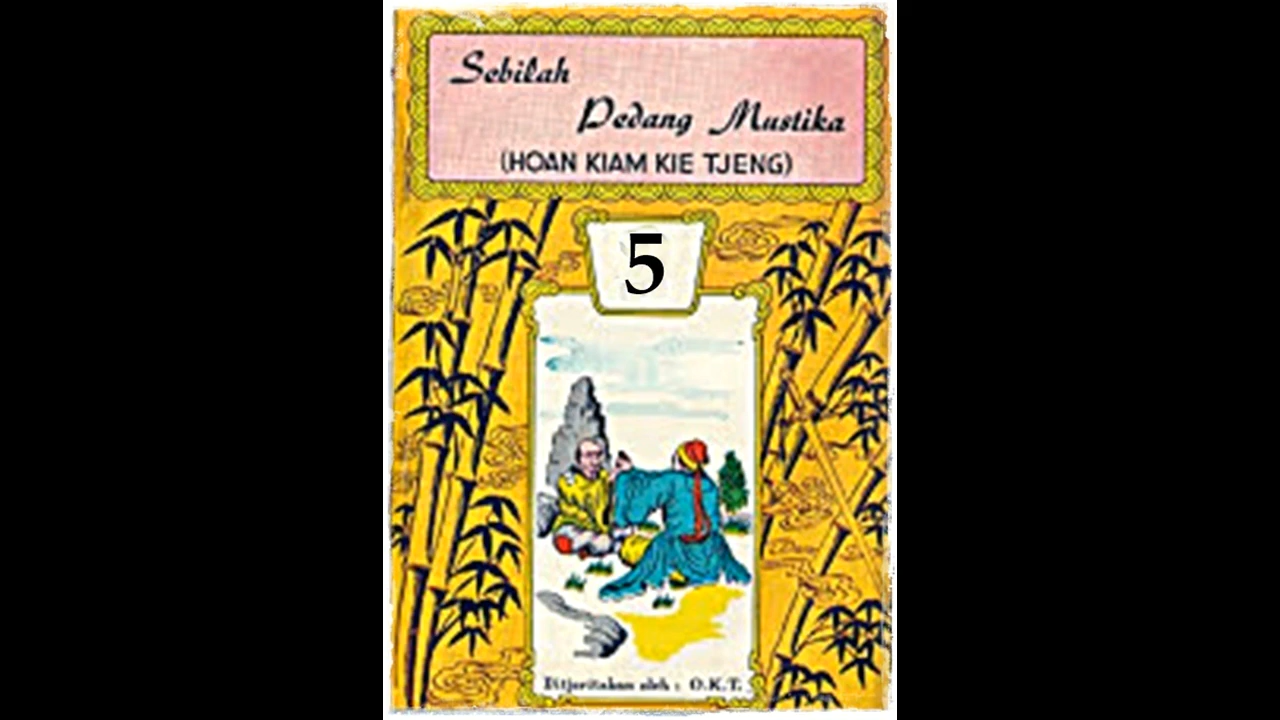 Sebilah
Pedang Mustika
(HOAN KIAM KIE TJENG)
5
Ditjeritakan oleh : O.K.T.